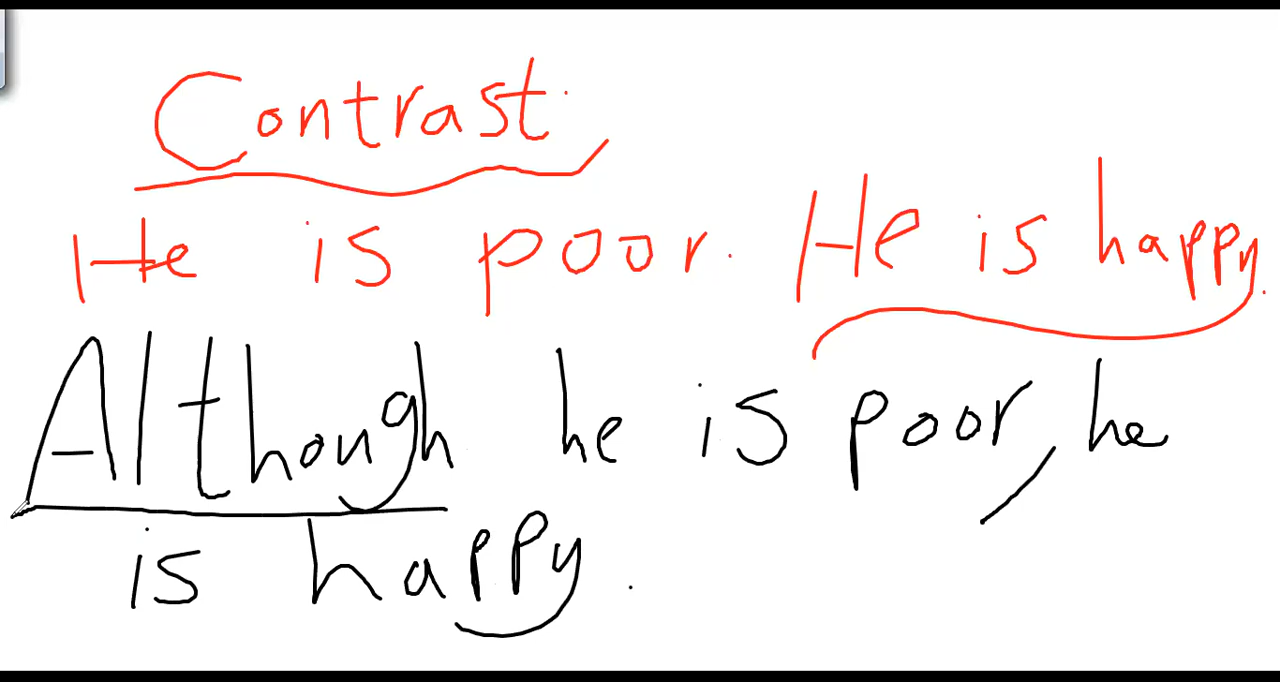 Contrast.
He is poor. He is happy.
Although he is poor, he
is happy.